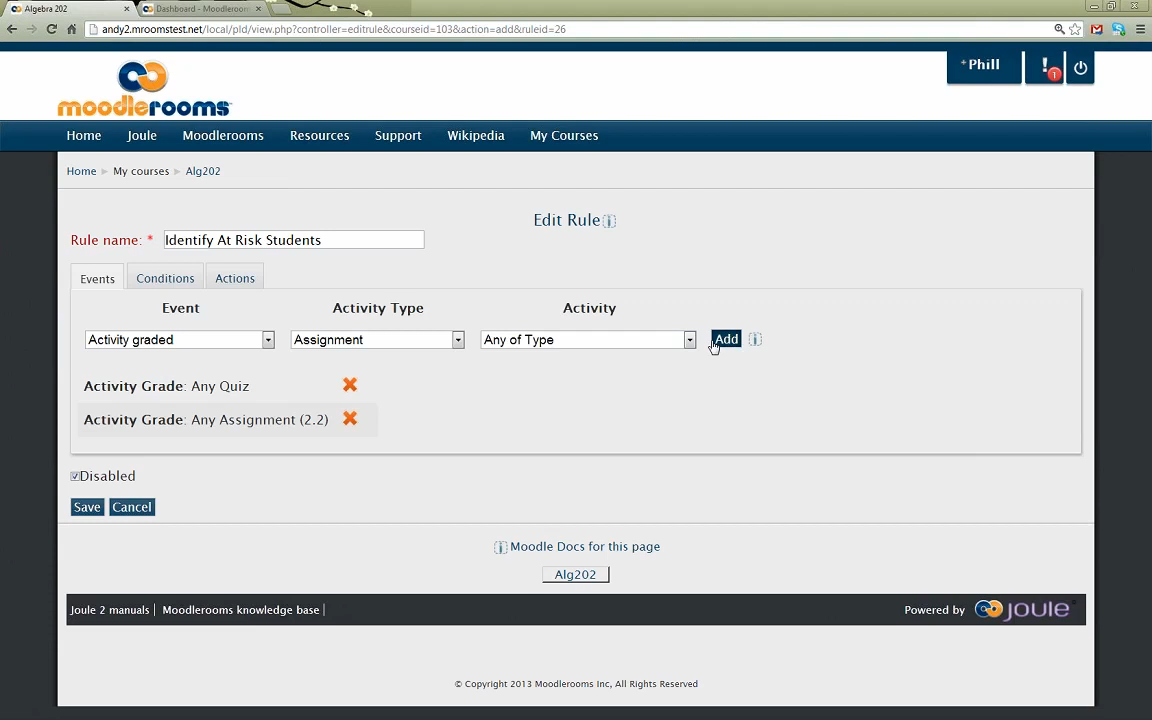 Algebra 202
Dashboard - Moodleroom
andy2.mroomstest.net/local/pld/view.php?controller=editrule&courseid=103&action=add&ruleid=26
moodlerooms
Phill
! 1
Home Joule Moodlerooms Resources Support Wikipedia My Courses
Home My courses Alg202
Edit Rule
Rule name: * Identify At Risk Students
Events Conditions Actions
Event Activity Type Activity
Activity graded Assignment Any of Type Add
Activity Grade: Any Quiz
Activity Grade: Any Assignment (2.2)
Disabled
Save Cancel
Moodle Docs for this page
Alg202
Joule 2 manuals | Moodlerooms knowledge base |
Powered by joule
© Copyright 2013 Moodlerooms Inc, All Rights Reserved